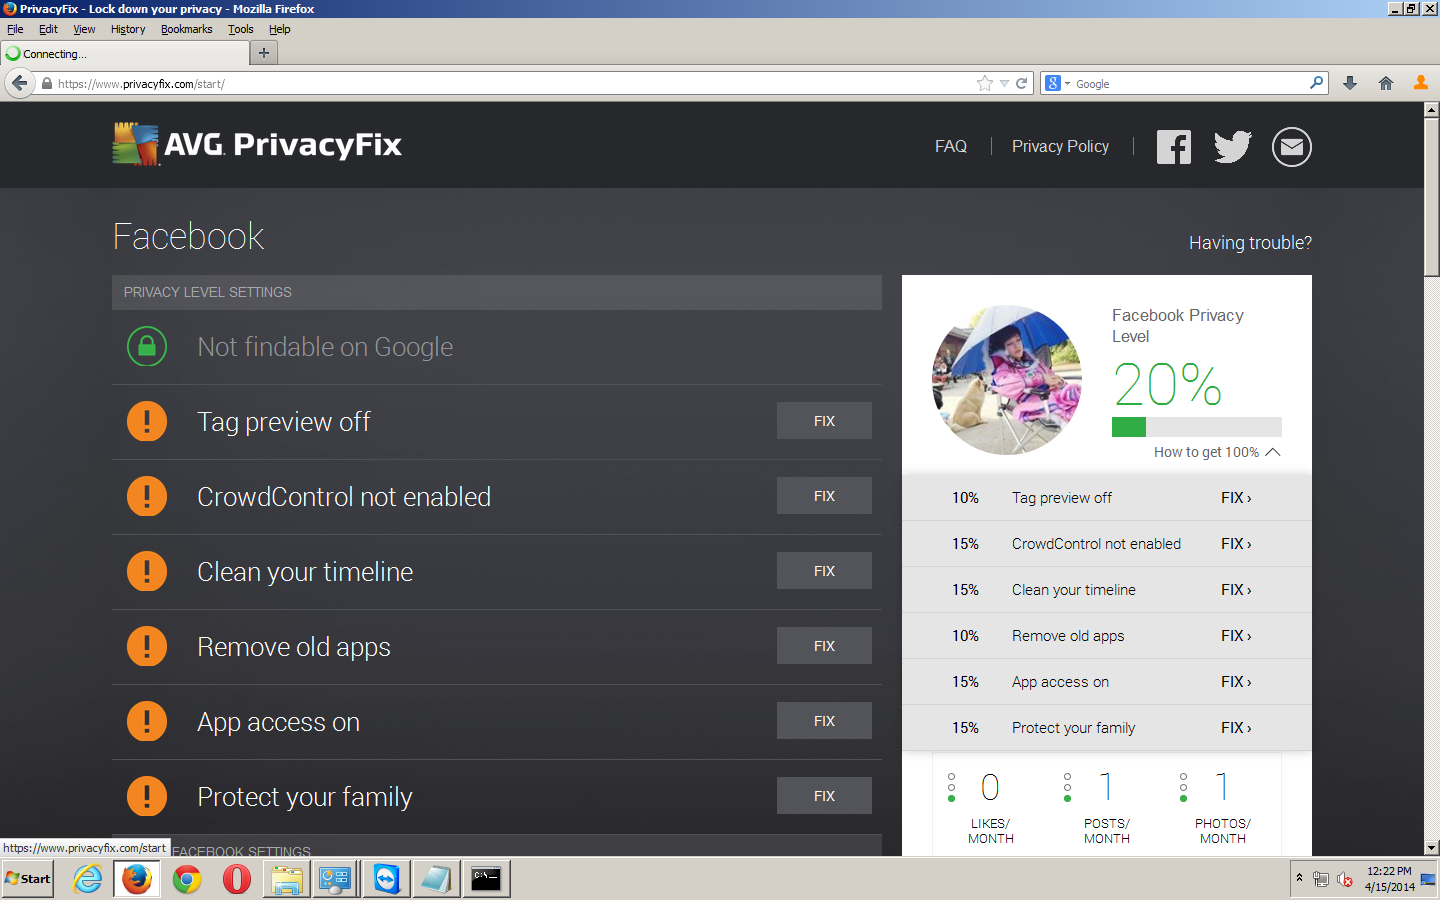 PrivacyFix - Lock down your privacy - Mozilla Firefox
File Edit View History Bookmarks Tools Help
Connecting...
https://www.privacyfix.com/start/
Google
AVG PrivacyFix
FAQ
Privacy Policy
Facebook
Having trouble?
PRIVACY LEVEL SETTINGS
Not findable on Google
Tag preview off FIX
CrowdControl not enabled FIX
Clean your timeline FIX
Remove old apps FIX
App access on FIX
Protect your family FIX
FACEBOOK SETTINGS
Facebook Privacy
Level
20%
How to get 100%
10% Tag preview off FIX ›
15% CrowdControl not enabled FIX ›
15% Clean your timeline FIX ›
10% Remove old apps FIX ›
15% App access on FIX ›
15% Protect your family FIX ›
0 1 1
LIKES/ POSTS/ PHOTOS/
MONTH MONTH MONTH
https://www.privacyfix.com/start
Start
C:\.
12:22 PM
4/15/2014